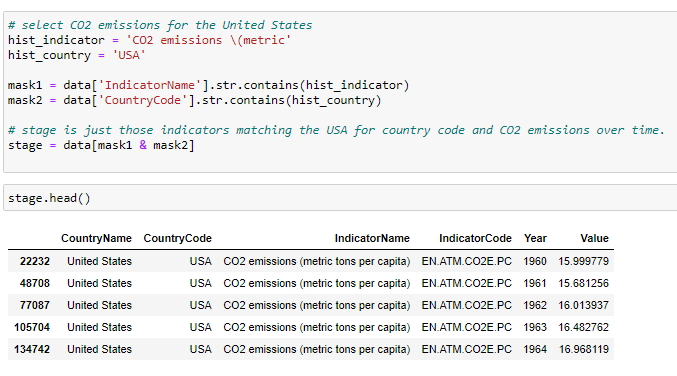 # select CO2 emissions for the United States
hist_indicator = 'CO2 emissions \(metric'
hist_country = 'USA'
mask1 = data['IndicatorName'].str.contains(hist_indicator)
mask2 = data['CountryCode'].str.contains(hist_country)
# stage is just those indicators matching the USA for country code and CO2 emissions over time.
stage = data[mask1 & mask2]
stage.head()
CountryName CountryCode IndicatorName IndicatorCode Year Value
22232 United States USA CO2 emissions (metric tons per capita) EN.ATM.CO2E.PC 1960 15.999779
48708 United States USA CO2 emissions (metric tons per capita) EN.ATM.CO2E.PC 1961 15.681256
77087 United States USA CO2 emissions (metric tons per capita) EN.ATM.CO2E.PC 1962 16.013937
105704 United States USA CO2 emissions (metric tons per capita) EN.ATM.CO2E.PC 1963 16.482762
134742 United States USA CO2 emissions (metric tons per capita) EN.ATM.CO2E.PC 1964 16.968119